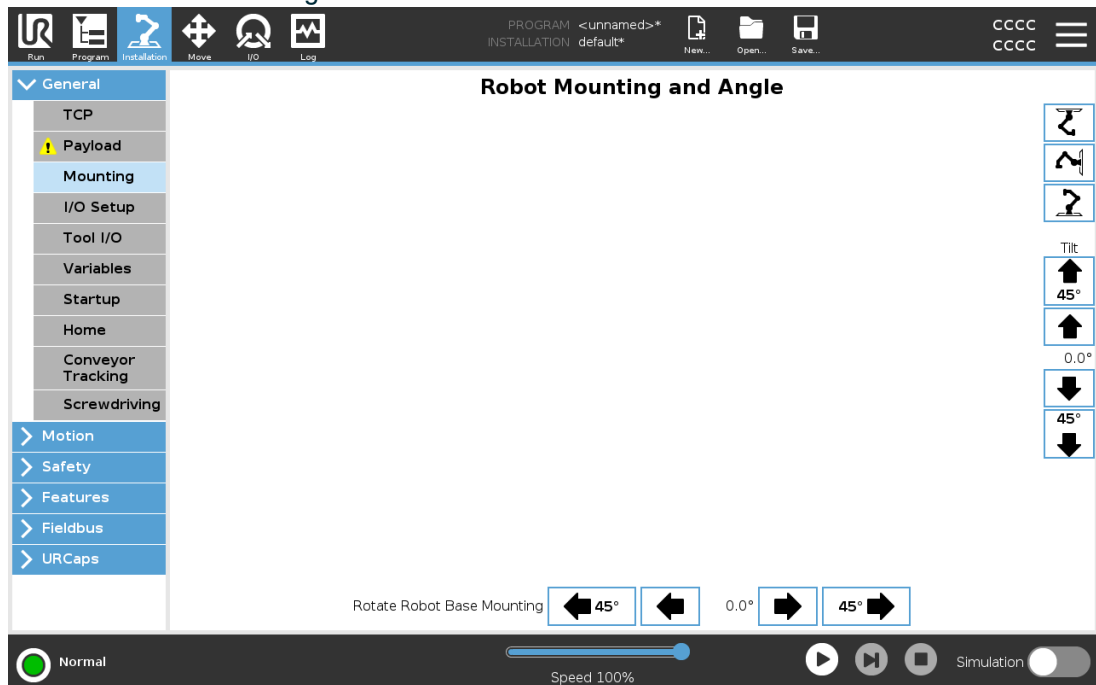 PROGRAM <unnamed>*
INSTALLATION default*
CCCC
CCCC
Run
Program
Installation
Move
I/O
Log
New...
Open...
Save...
General
Robot Mounting and Angle
TCP
Payload
Mounting
I/O Setup
Tool I/O
Variables
Startup
Home
Conveyor
Tracking
Screwdriving
Motion
Safety
Features
Fieldbus
URCaps
Tilt
45°
0.0°
45°
Rotate Robot Base Mounting 45° 0.0° 45°
Normal
Speed 100%
Simulation